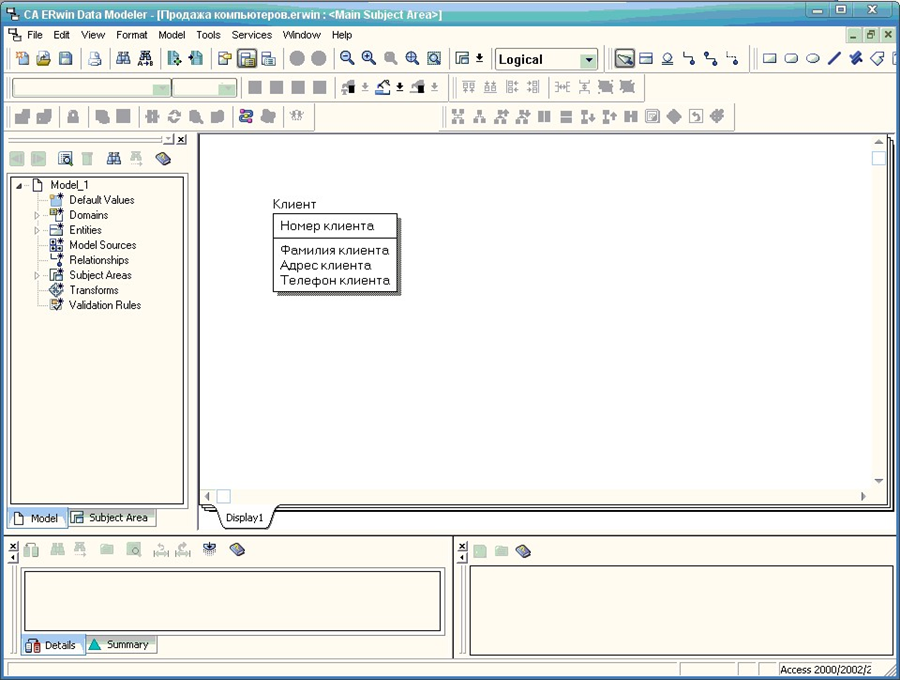 CA ERwin Data Modeler - [Продажа компьютеров.erwin : <Main Subject Area>]
File Edit View Format Model Tools Services Window Help
Logical
Model_1
Default Values
Domains
Entities
Model Sources
Relationships
Subject Areas
Transforms
Validation Rules
Клиент
Номер клиента
Фамилия клиента
Адрес клиента
Телефон клиента
Model Subject Area
Display1
Details Summary
Access 2000/2002/2